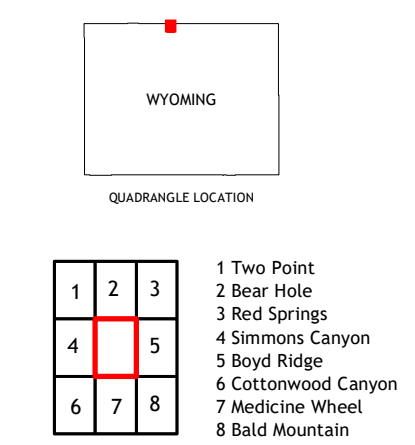 WYOMING
QUADRANGLE LOCATION
1 2 3
4 5
6 7 8
1 Two Point
2 Bear Hole
3 Red Springs
4 Simmons Canyon
5 Boyd Ridge
6 Cottonwood Canyon
7 Medicine Wheel
8 Bald Mountain